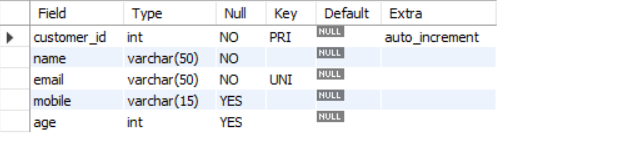 Field Type Null Key Default Extra
customer_id int NO PRI NULL auto_increment
name varchar(50) NO NULL
email varchar(50) NO UNI NULL
mobile varchar(15) YES NULL
age int YES NULL